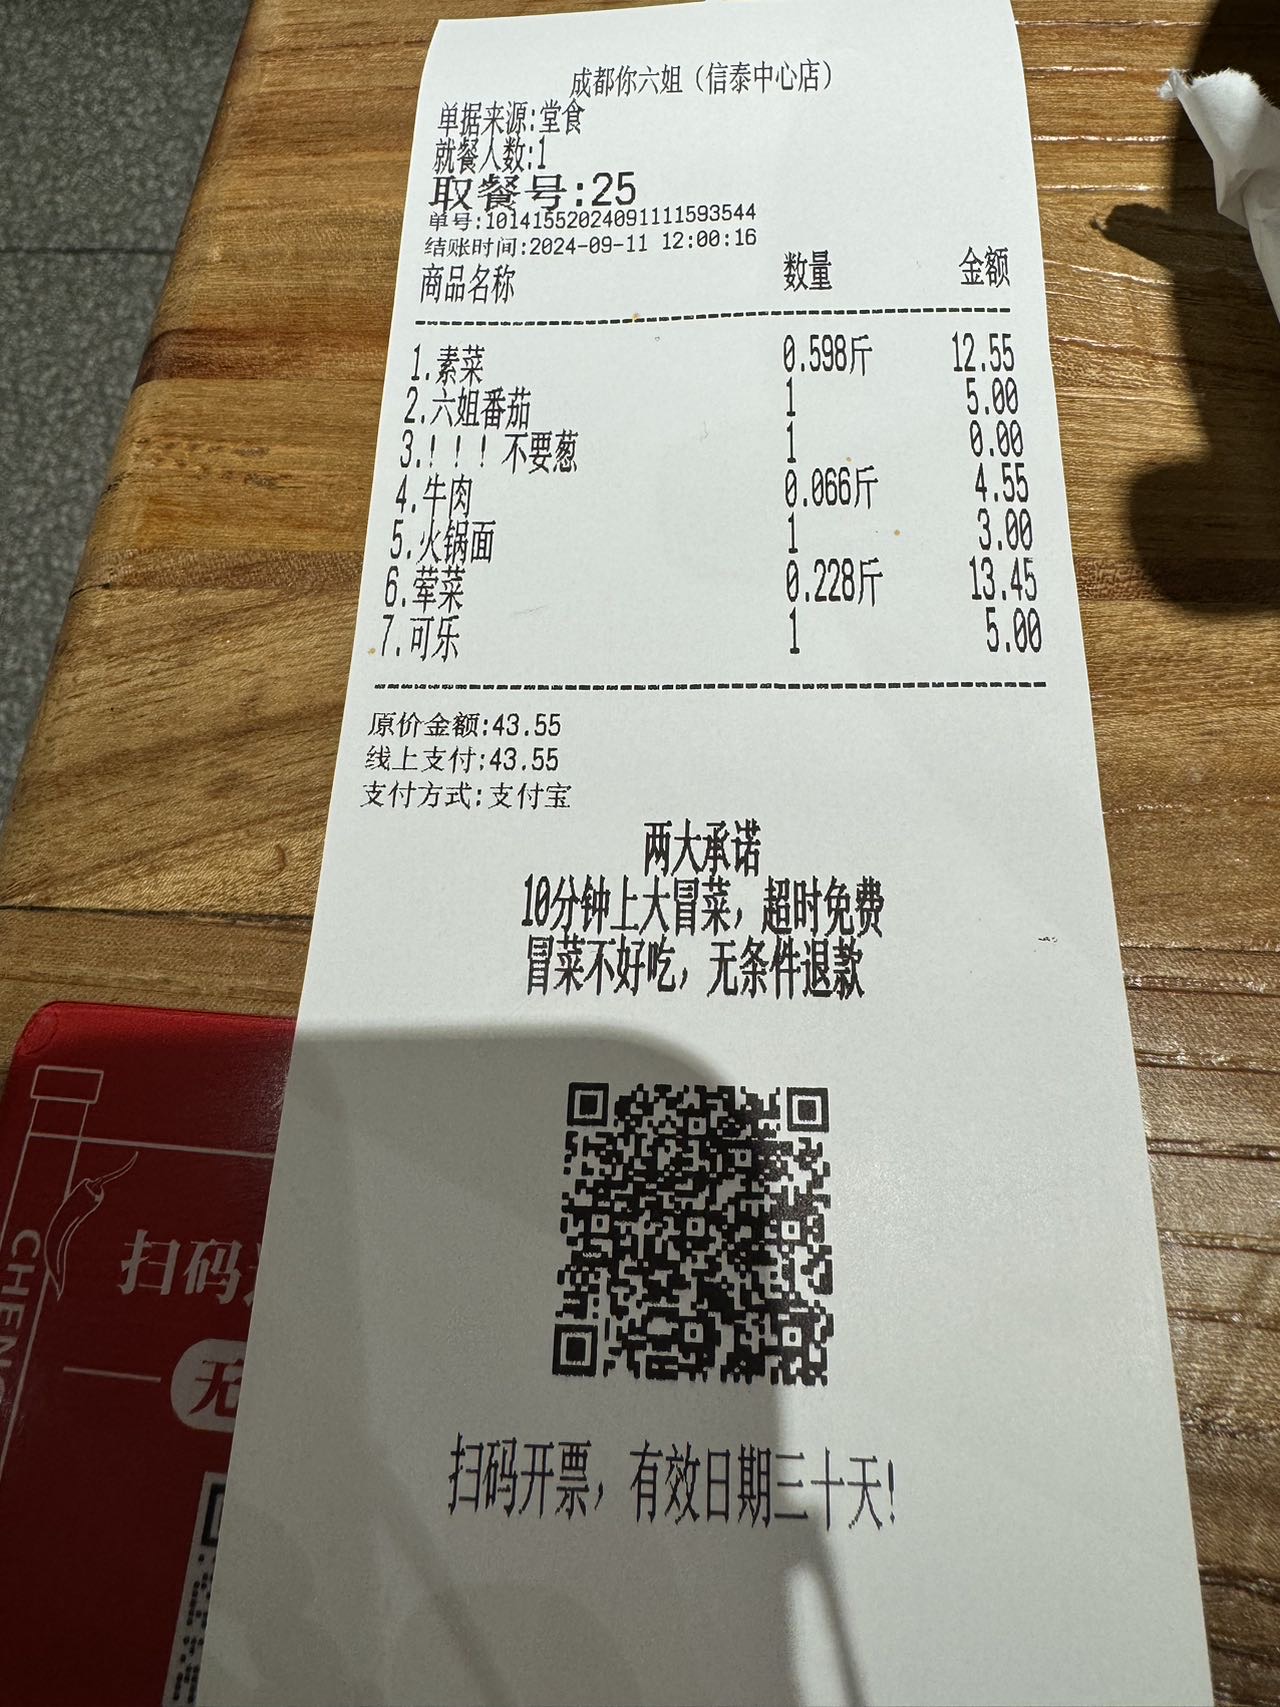 成都你六姐（信泰中心店）
单据来源:堂食
就餐人数:1
取餐号:25
单号:10141552024091111593544
结账时间:2024-09-11 12:00:16
商品名称 数量 金额
1.素菜 0.598斤 12.55
2.六姐番茄 1 5.00
3.！！！不要葱 1 0.00
4.牛肉 0.066斤 4.55
5.火锅面 1 3.00
6.荤菜 0.228斤 13.45
7.可乐 1 5.00
原价金额:43.55
线上支付:43.55
支付方式:支付宝
两大承诺
10分钟上大冒菜，超时免费
冒菜不好吃，无条件退款
扫码开票，有效日期三十天！
扫码
无
CHENG